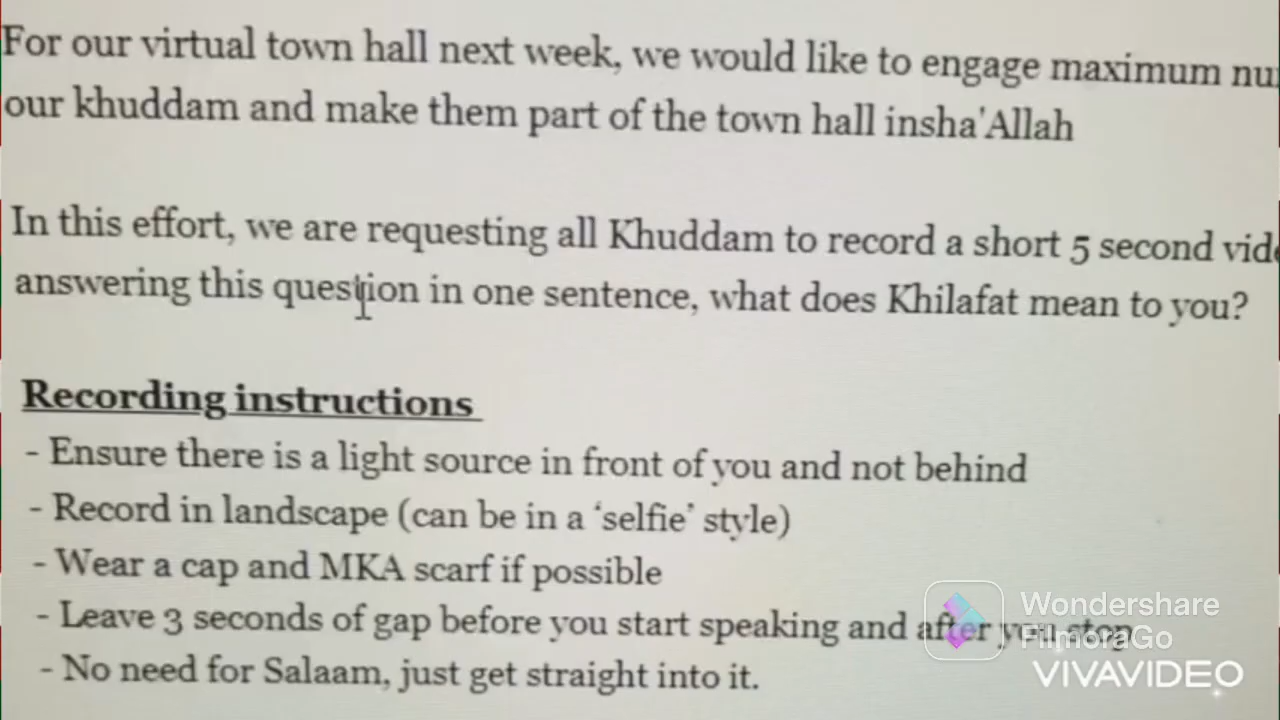 For our virtual town hall next week, we would like to engage maximum
our khuddam and make them part of the town hall insha'Allah
In this effort, we are requesting all Khuddam to record a short 5 second
answering this question in one sentence, what does Khilafat mean to you?
Recording instructions
- Ensure there is a light source in front of you and not behind
- Record in landscape (can be in a ‘selfie’ style)
- Wear a cap and MKA scarf if possible
- Leave 3 seconds of gap before you start speaking and after you stop
- No need for Salaam, just get straight into it.
Wondershare
FilmoraGo
VIVAVIDEO